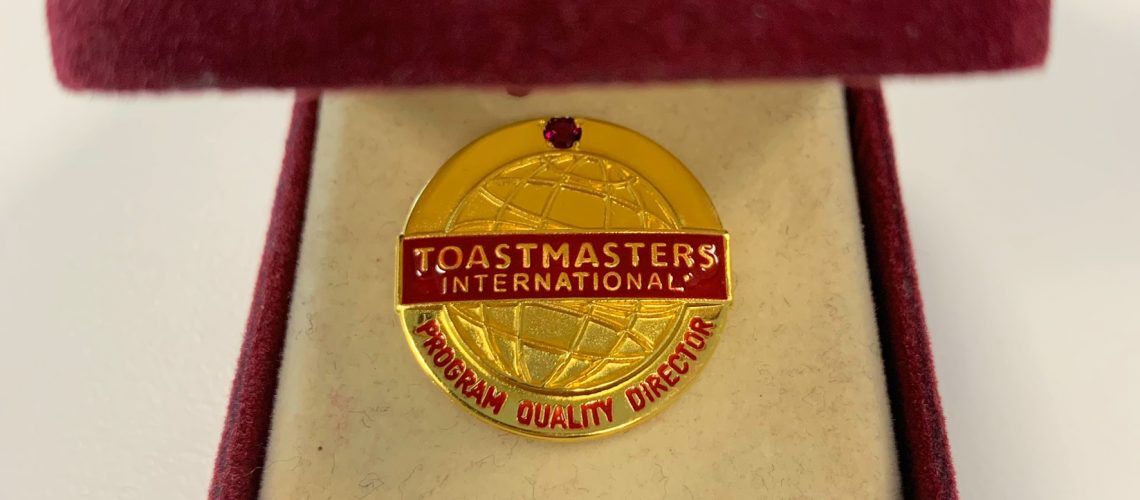 TOASTMASTERS
INTERNATIONAL
PROGRAM QUALITY DIRECTOR